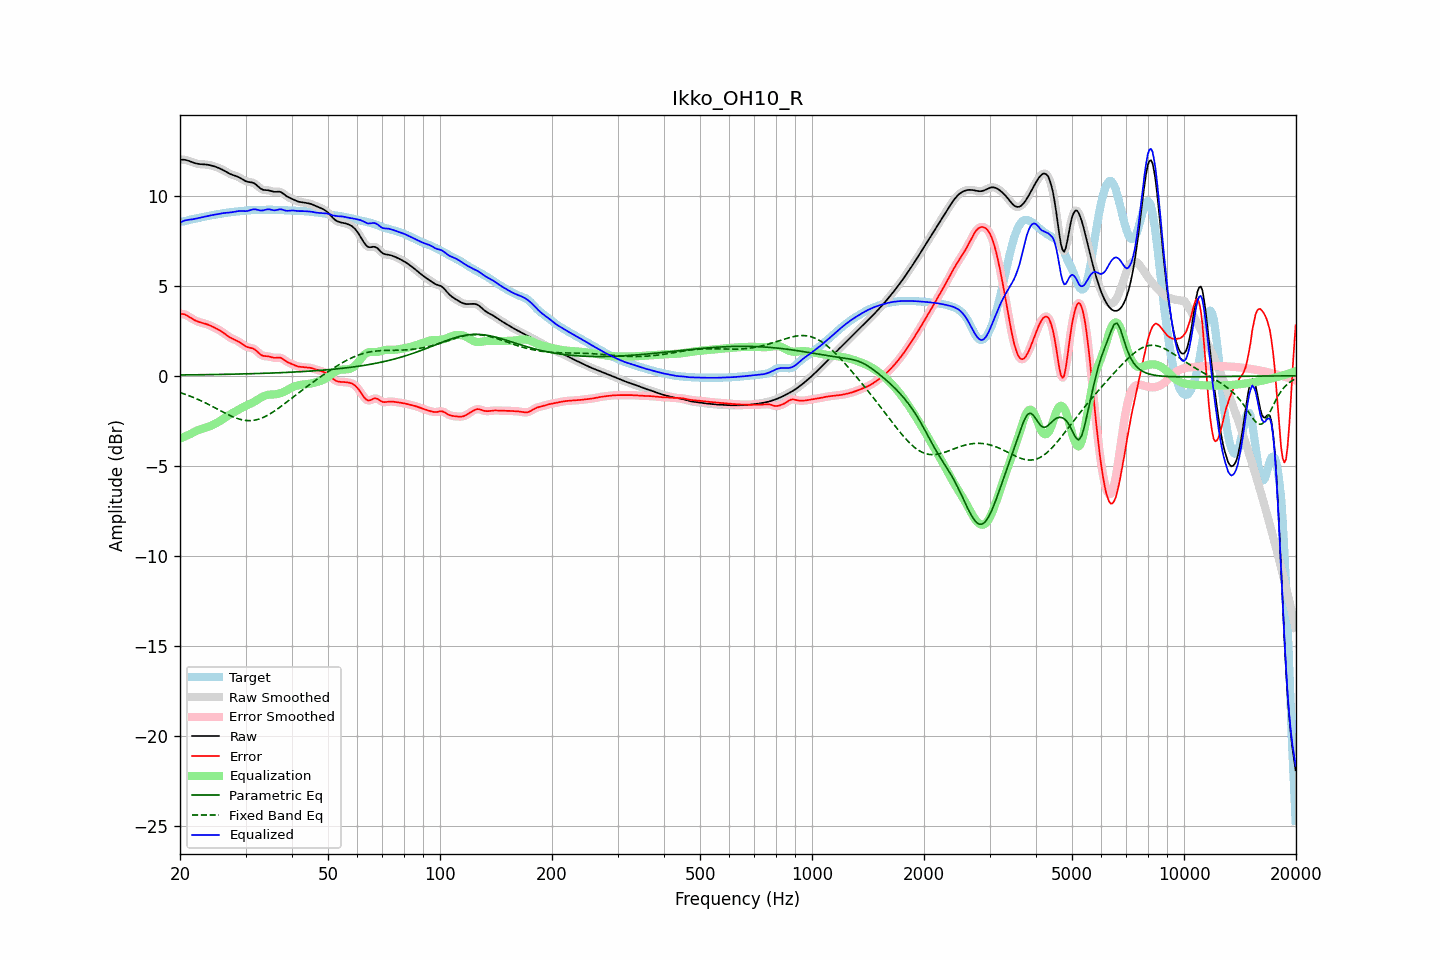 Ikko_OH10_R
10
5
0
−5
−10
−15
−20
−25
Amplitude (dBr)
Target
Raw Smoothed
Error Smoothed
Raw
Error
Equalization
Parametric Eq
Fixed Band Eq
Equalized
20 50 100 200 500 1000 2000 5000 10000 20000
Frequency (Hz)